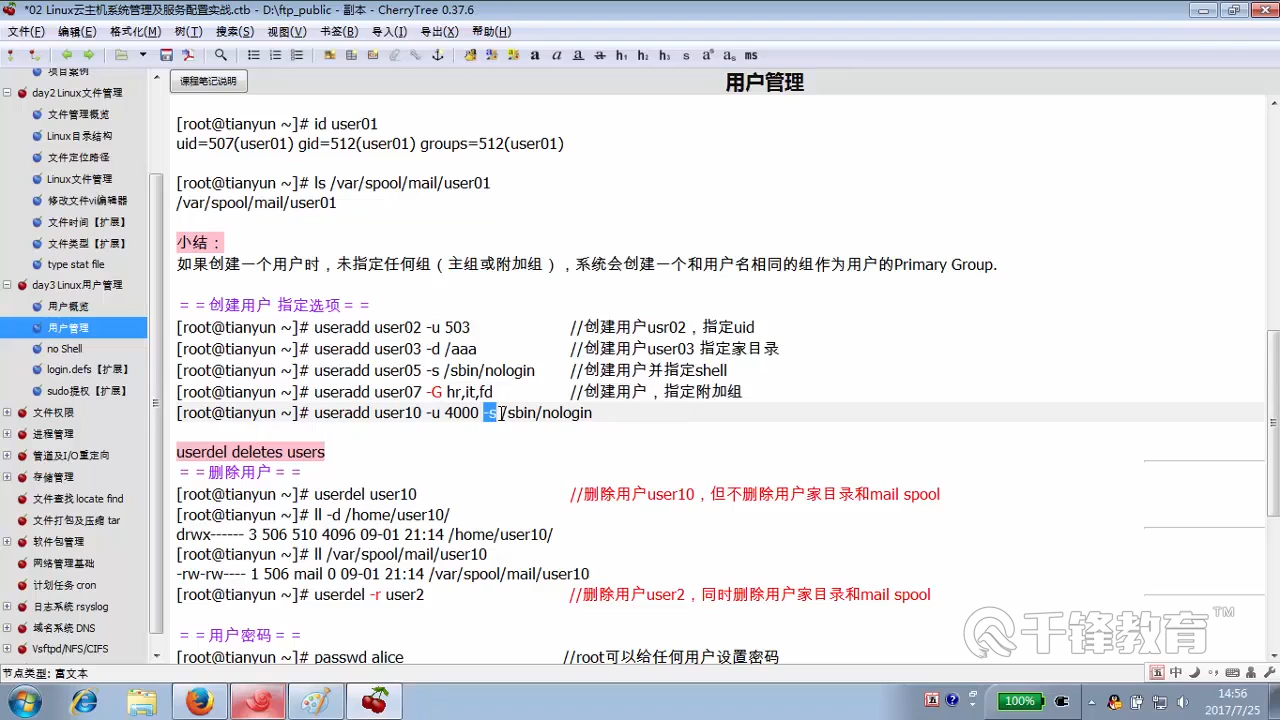 *02 Linux云主机系统管理及服务配置实战.ctb - D:\ftp_public - 副本 - CherryTree 0.37.6
文件(F) 编辑(E) 格式化(M) 树(T) 搜索(S) 视图(V) 书签(B) 导入(I) 导出(X) 帮助(H)
a a a a h1 h2 h3 s as as ms
项目案例
day2 Linux文件管理
文件管理概览
Linux目录结构
文件定位路径
Linux文件管理
修改文件vi编辑器
文件时间【扩展】
文件类型【扩展】
type stat file
day3 Linux用户管理
用户概览
用户管理
no Shell
login.defs【扩展】
sudo提权【扩展】
文件权限
进程管理
管道及I/O重定向
存储管理
文件查找 locate find
文件打包及压缩 tar
软件包管理
网络管理基础
计划任务 cron
日志系统 rsyslog
域名系统 DNS
Vsftpd/NFS/CIFS
课程笔记说明
用户管理
[root@tianyun ~]# id user01
uid=507(user01) gid=512(user01) groups=512(user01)
[root@tianyun ~]# ls /var/spool/mail/user01
/var/spool/mail/user01
小结：
如果创建一个用户时，未指定任何组（主组或附加组），系统会创建一个和用户名相同的组作为用户的Primary Group.
==创建用户 指定选项==
[root@tianyun ~]# useradd user02 -u 503 //创建用户usr02，指定uid
[root@tianyun ~]# useradd user03 -d /aaa //创建用户user03 指定家目录
[root@tianyun ~]# useradd user05 -s /sbin/nologin //创建用户并指定shell
[root@tianyun ~]# useradd user07 -G hr,it,fd //创建用户，指定附加组
[root@tianyun ~]# useradd user10 -u 4000 -s /sbin/nologin
userdel deletes users
==删除用户==
[root@tianyun ~]# userdel user10 //删除用户user10，但不删除用户家目录和mail spool
[root@tianyun ~]# ll -d /home/user10/
drwx------ 3 506 510 4096 09-01 21:14 /home/user10/
[root@tianyun ~]# ll /var/spool/mail/user10
-rw-rw---- 1 506 mail 0 09-01 21:14 /var/spool/mail/user10
[root@tianyun ~]# userdel -r user2 //删除用户user2，同时删除用户家目录和mail spool
==用户密码==
[root@tianyun ~]# passwd alice //root可以给任何用户设置密码
千锋教育™
节点类型: 富文本
五 中
五 100%
14:56
2017/7/25